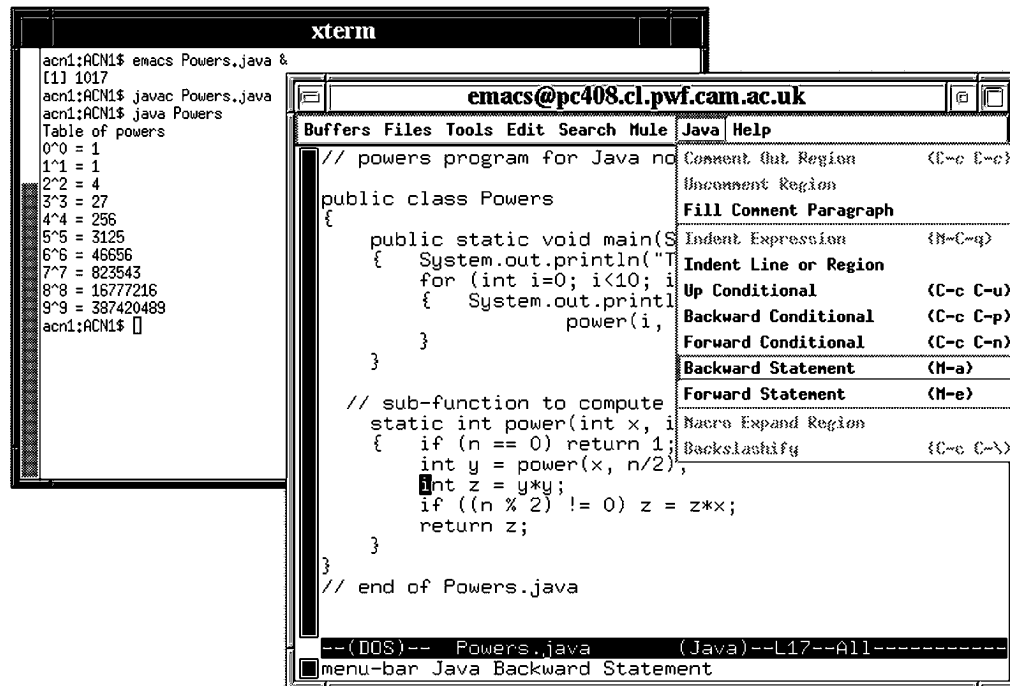 xterm
acn1:ACN1$ emacs Powers.java &
[1] 1017
acn1:ACN1$ javac Powers.java
acn1:ACN1$ java Powers
Table of powers
0^0 = 1
1^1 = 1
2^2 = 4
3^3 = 27
4^4 = 256
5^5 = 3125
6^6 = 46656
7^7 = 823543
8^8 = 16777216
9^9 = 387420489
acn1:ACN1$
emacs@pc408.cl.pwf.cam.ac.uk
Buffers Files Tools Edit Search Mule Java Help
// powers program for Java no
public class Powers
{
public static void main(S
{ System.out.println("T
for (int i=0; i<10; i
{ System.out.printl
power(i,
}
}
// sub-function to compute
static int power(int x, i
{ if (n == 0) return 1;
int y = power(x, n/2);
int z = y*y;
if ((n % 2) != 0) z = z*x;
return z;
}
}
// end of Powers.java
Comment Out Region (C-c C-c)
Uncomment Region
Fill Comment Paragraph
Indent Expression (M-C-q)
Indent Line or Region
Up Conditional (C-c C-u)
Backward Conditional (C-c C-p)
Forward Conditional (C-c C-n)
Backward Statement (M-a)
Forward Statement (M-e)
Macro Expand Region
Backslashify (C-c C-\)
--(DOS)-- Powers.java (Java)--L17--All-----------
menu-bar Java Backward Statement